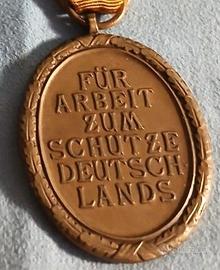 FÜR
ARBEIT
ZUM
SCHUTZE
DEUTSCH
LANDS